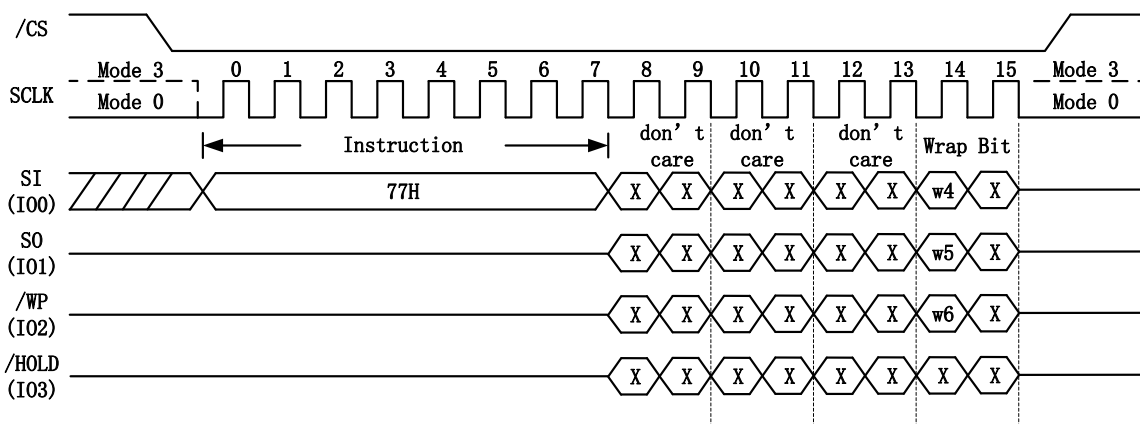 /CS
Mode 3 0 1 2 3 4 5 6 7 8 9 10 11 12 13 14 15 Mode 3
SCLK Mode 0 Mode 0
Instruction don't care don't care don't care Wrap Bit
SI
(IO0) 77H X X X X X X w4 X
SO
(IO1) X X X X X X w5 X
/WP
(IO2) X X X X X X w6 X
/HOLD
(IO3) X X X X X X X X